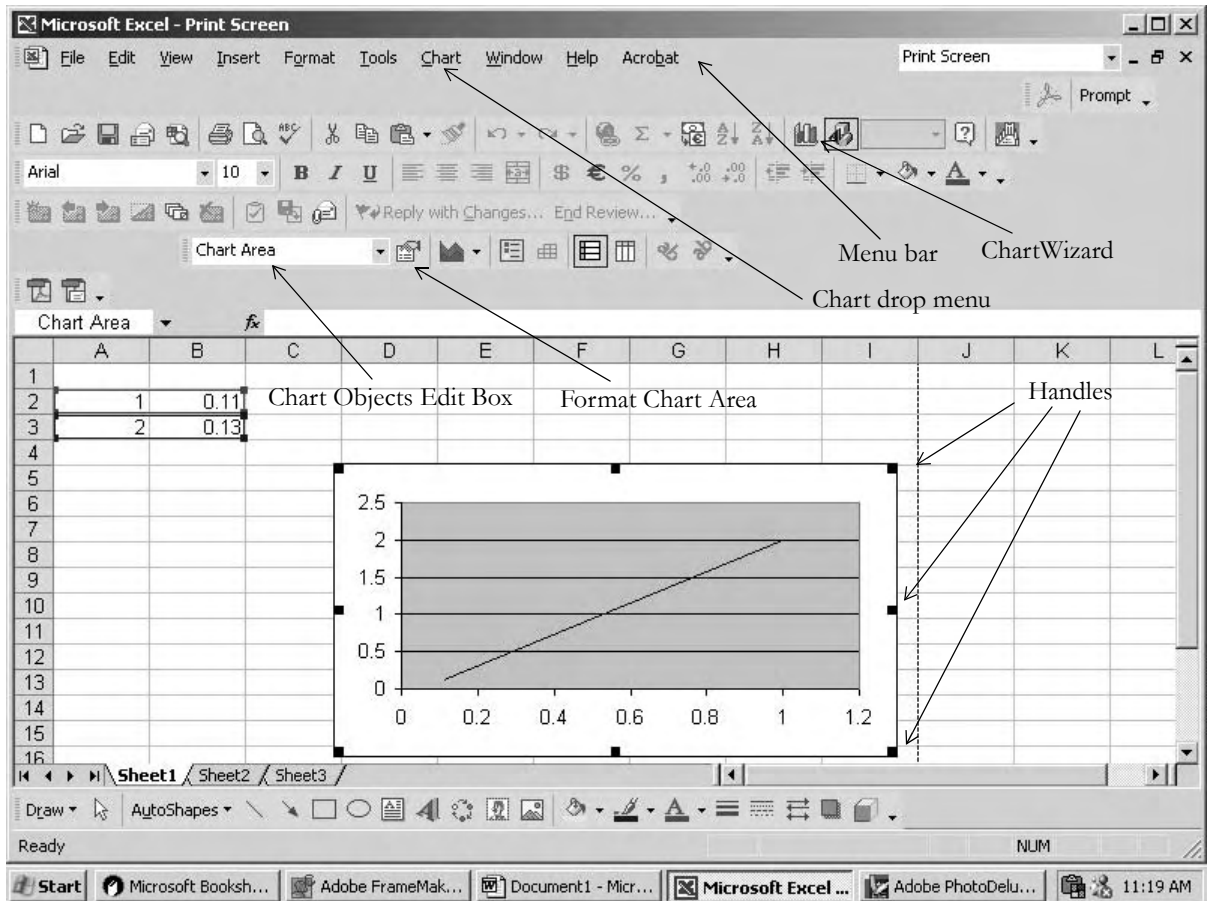 Microsoft Excel - Print Screen
File Edit View Insert Format Tools Chart Window Help Acrobat Print Screen
Prompt
ABC
Arial 10 B I U $ € % , +.0 .00 .00 +.0 A
Reply with Changes... End Review...
Chart Area
Menu bar ChartWizard
Chart drop menu
Chart Area fx
A B C D E F G H I J K L
1
2 1 0.11 Chart Objects Edit Box Format Chart Area Handles
3 2 0.13
4
5
6
7
8
9
10
11
12
13
14
15
16
2.5
2
1.5
1
0.5
0
0 0.2 0.4 0.6 0.8 1 1.2
Sheet1 Sheet2 Sheet3
Draw AutoShapes A
Ready NUM
Start Microsoft Booksh... Adobe FrameMak... Document1 - Micr... Microsoft Excel ... Adobe PhotoDelu... 11:19 AM